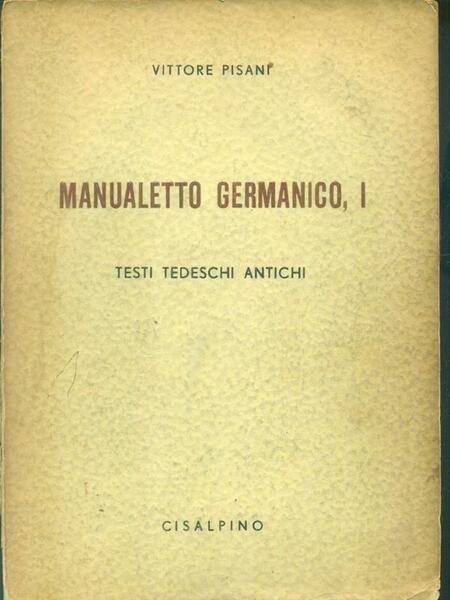 VITTORE PISANI
MANUALETTO GERMANICO, I
TESTI TEDESCHI ANTICHI
CISALPINO